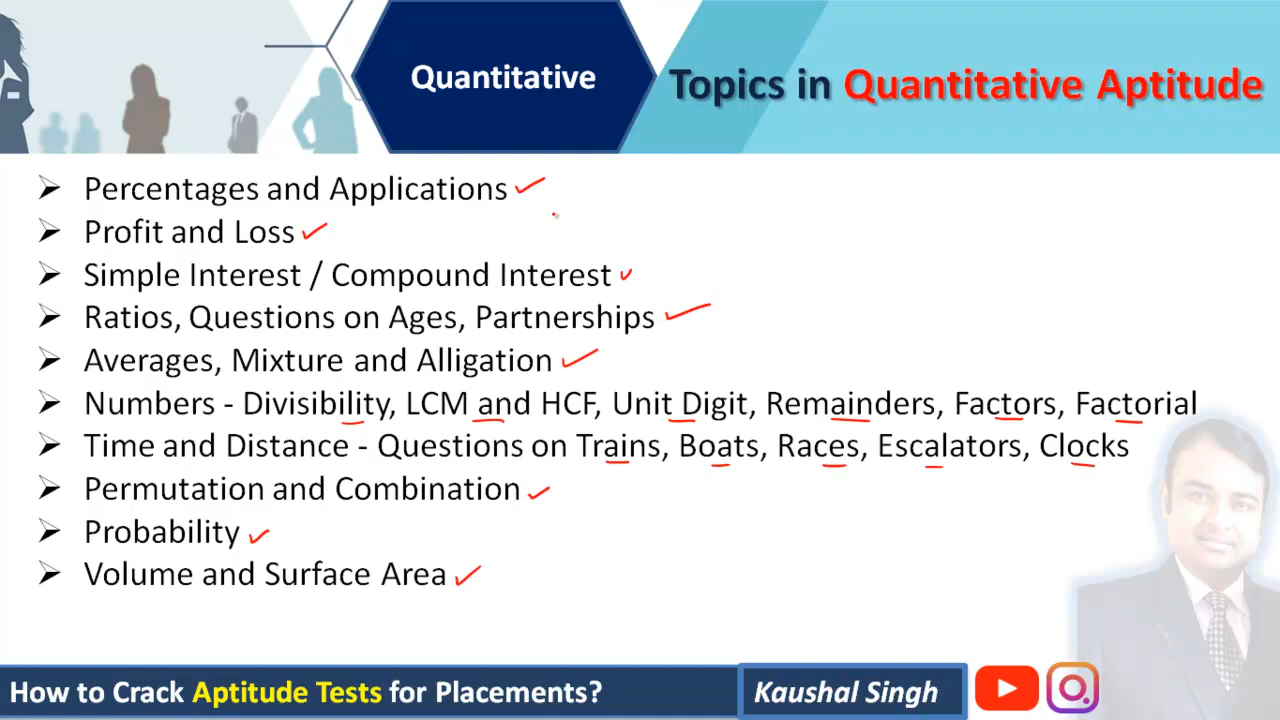 Quantitative
Topics in Quantitative Aptitude
Percentages and Applications
Profit and Loss
Simple Interest / Compound Interest
Ratios, Questions on Ages, Partnerships
Averages, Mixture and Alligation
Numbers - Divisibility, LCM and HCF, Unit Digit, Remainders, Factors, Factorial
Time and Distance - Questions on Trains, Boats, Races, Escalators, Clocks
Permutation and Combination
Probability
Volume and Surface Area
How to Crack Aptitude Tests for Placements?
Kaushal Singh